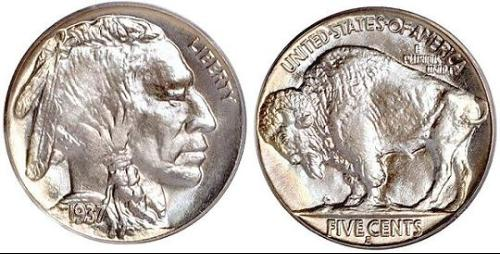 LIBERTY
1937
UNITED STATES OF AMERICA
E
PLURIBUS
UNUM
FIVE CENTS